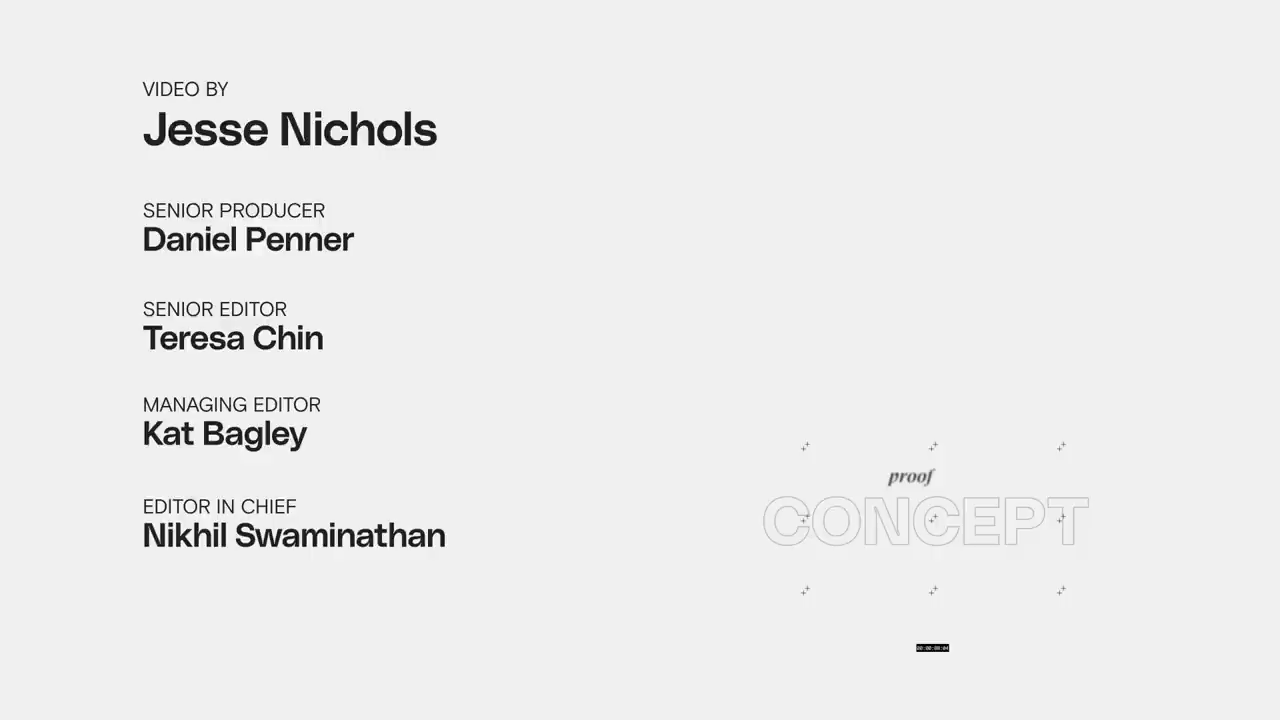 VIDEO BY
Jesse Nichols
SENIOR PRODUCER
Daniel Penner
SENIOR EDITOR
Teresa Chin
MANAGING EDITOR
Kat Bagley
EDITOR IN CHIEF
Nikhil Swaminathan
proof
CONCEPT